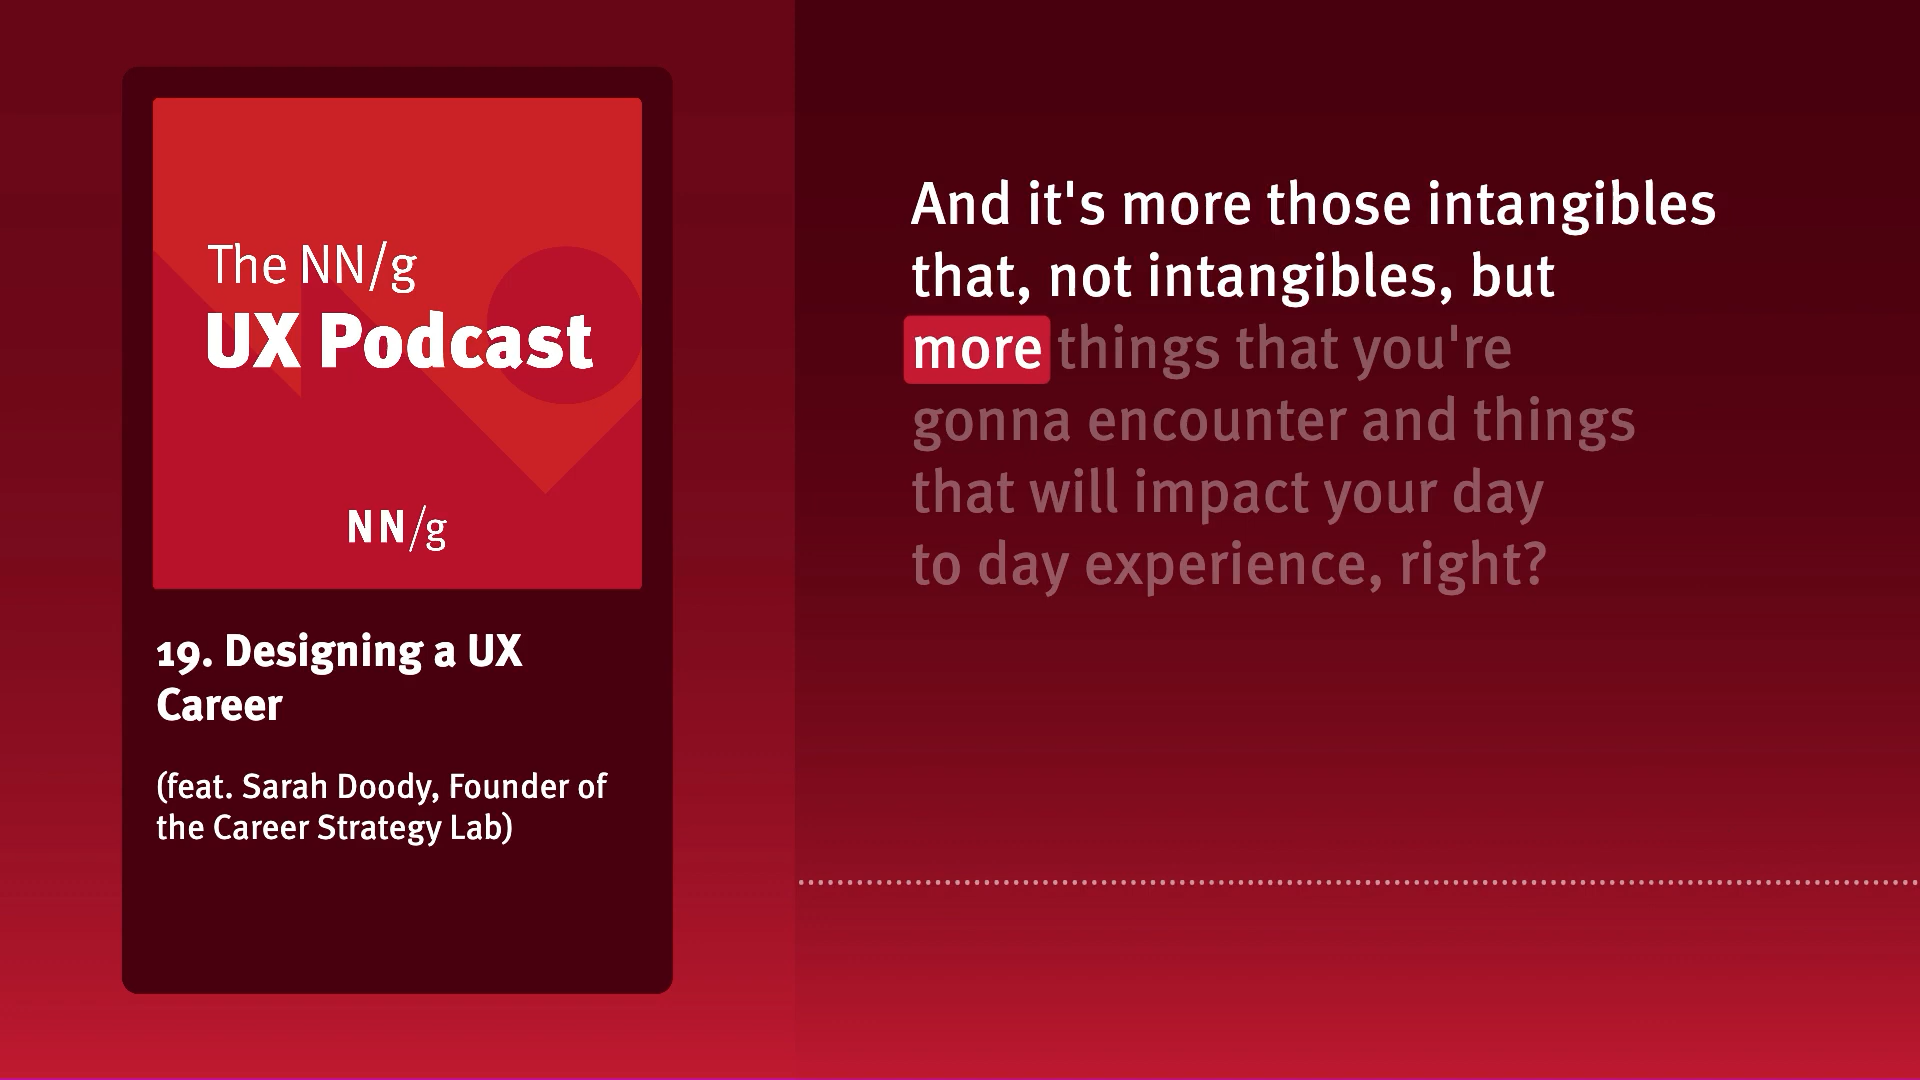 The NN/g
UX Podcast
NN/g
19. Designing a UX
Career
(feat. Sarah Doody, Founder of
the Career Strategy Lab)
And it's more those intangibles
that, not intangibles, but
more things that you're
gonna encounter and things
that will impact your day
to day experience, right?